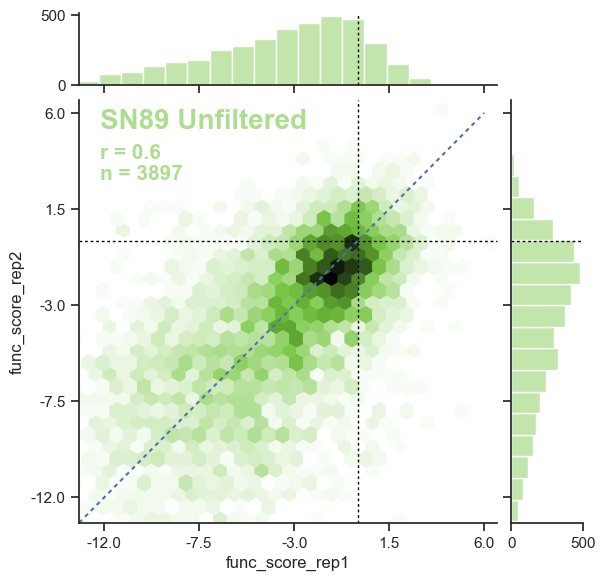 500
0
6.0
1.5
-3.0
-7.5
-12.0
func_score_rep2
SN89 Unfiltered
r = 0.6
n = 3897
-12.0
-7.5
-3.0
1.5
6.0
func_score_rep1
0
500